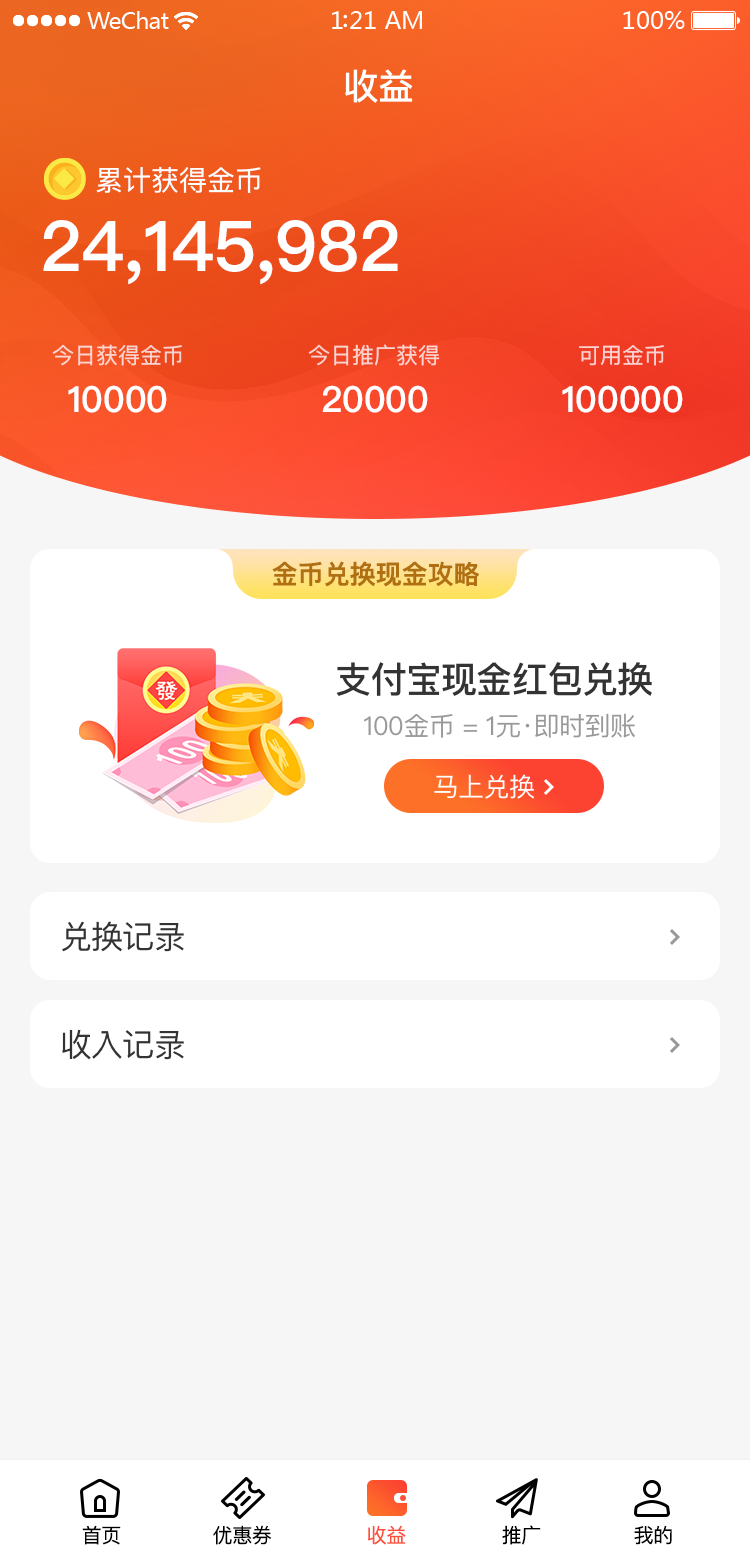 WeChat 1:21 AM 100%
收益
累计获得金币
24,145,982
今日获得金币 今日推广获得 可用金币
10000 20000 100000
金币兑换现金攻略
發
100
支付宝现金红包兑换
100金币 = 1元·即时到账
马上兑换
兑换记录
收入记录
首页 优惠券 收益 推广 我的